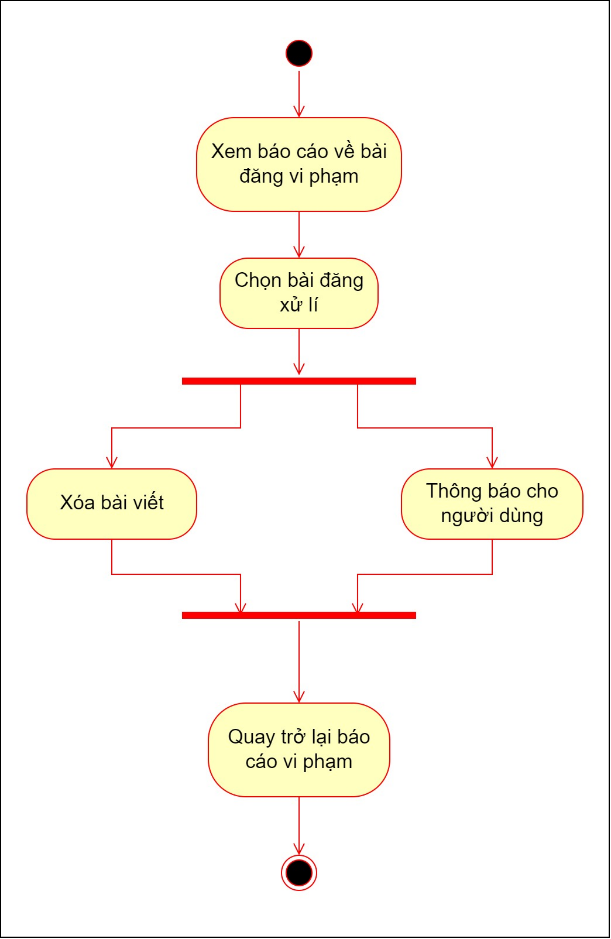 Xem báo cáo về bài
đăng vi phạm
Chọn bài đăng
xử lí
Xóa bài viết
Thông báo cho
người dùng
Quay trở lại báo
cáo vi phạm